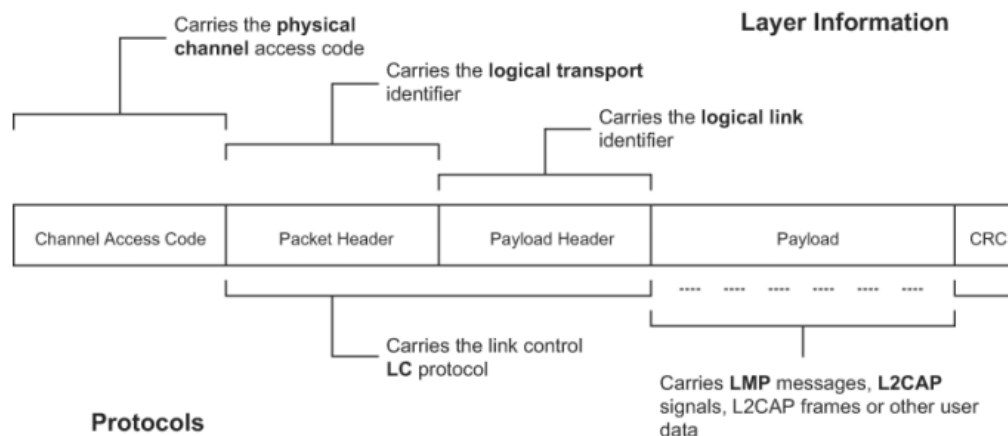 Layer Information
Carries the physical
channel access code
Carries the logical transport
identifier
Carries the logical link
identifier
Channel Access Code
Packet Header
Payload Header
Payload
CRC
---- ---- ---- ---- ---- ----
Carries the link control
LC protocol
Carries LMP messages, L2CAP
signals, L2CAP frames or other user
data
Protocols